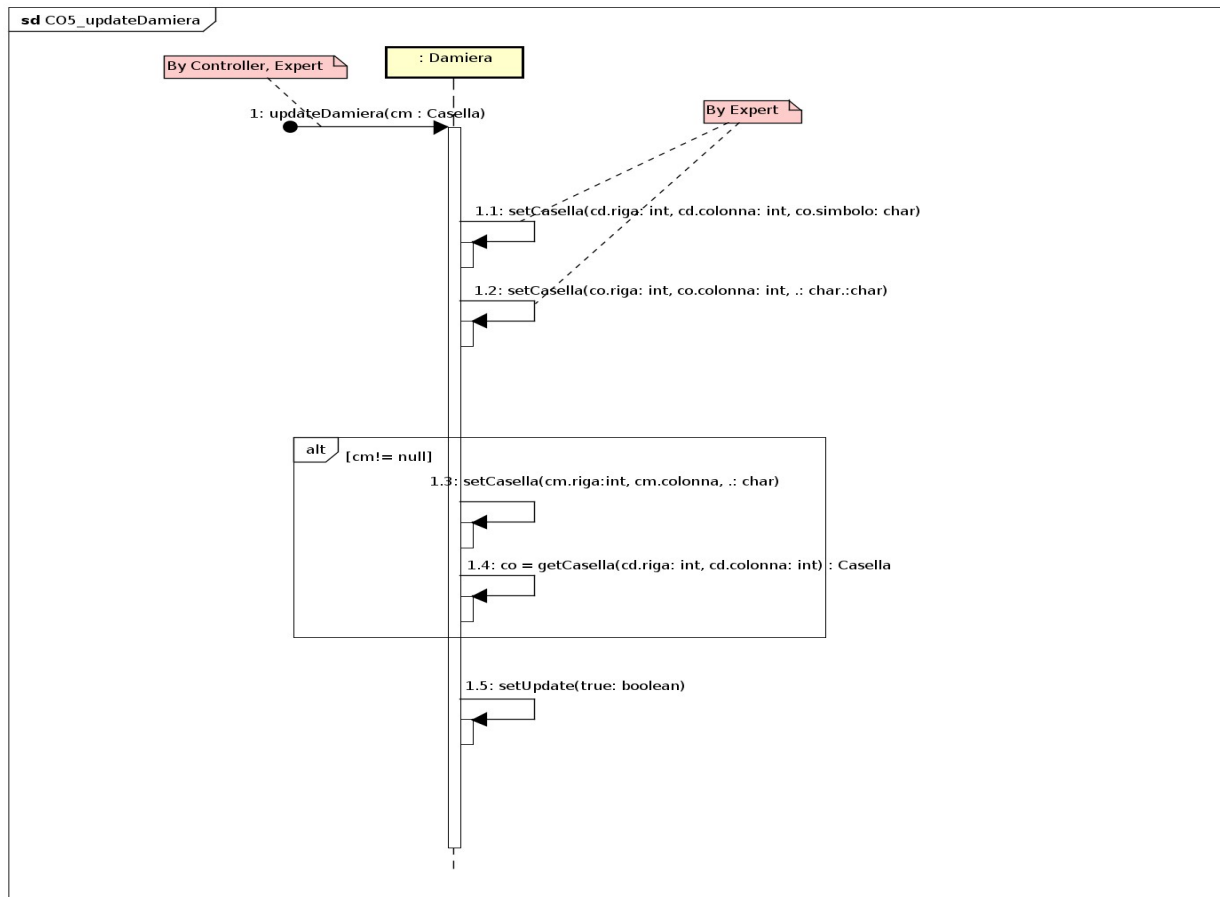 sd CO5_updateDamiera
: Damiera
By Controller, Expert
By Expert
1: updateDamiera(cm : Casella)
1.1: setCasella(cd.riga: int, cd.colonna: int, co.simbolo: char)
1.2: setCasella(co.riga: int, co.colonna: int, .: char.:char)
alt
[cm!= null]
1.3: setCasella(cm.riga:int, cm.colonna, .: char)
1.4: co = getCasella(cd.riga: int, cd.colonna: int) : Casella
1.5: setUpdate(true: boolean)